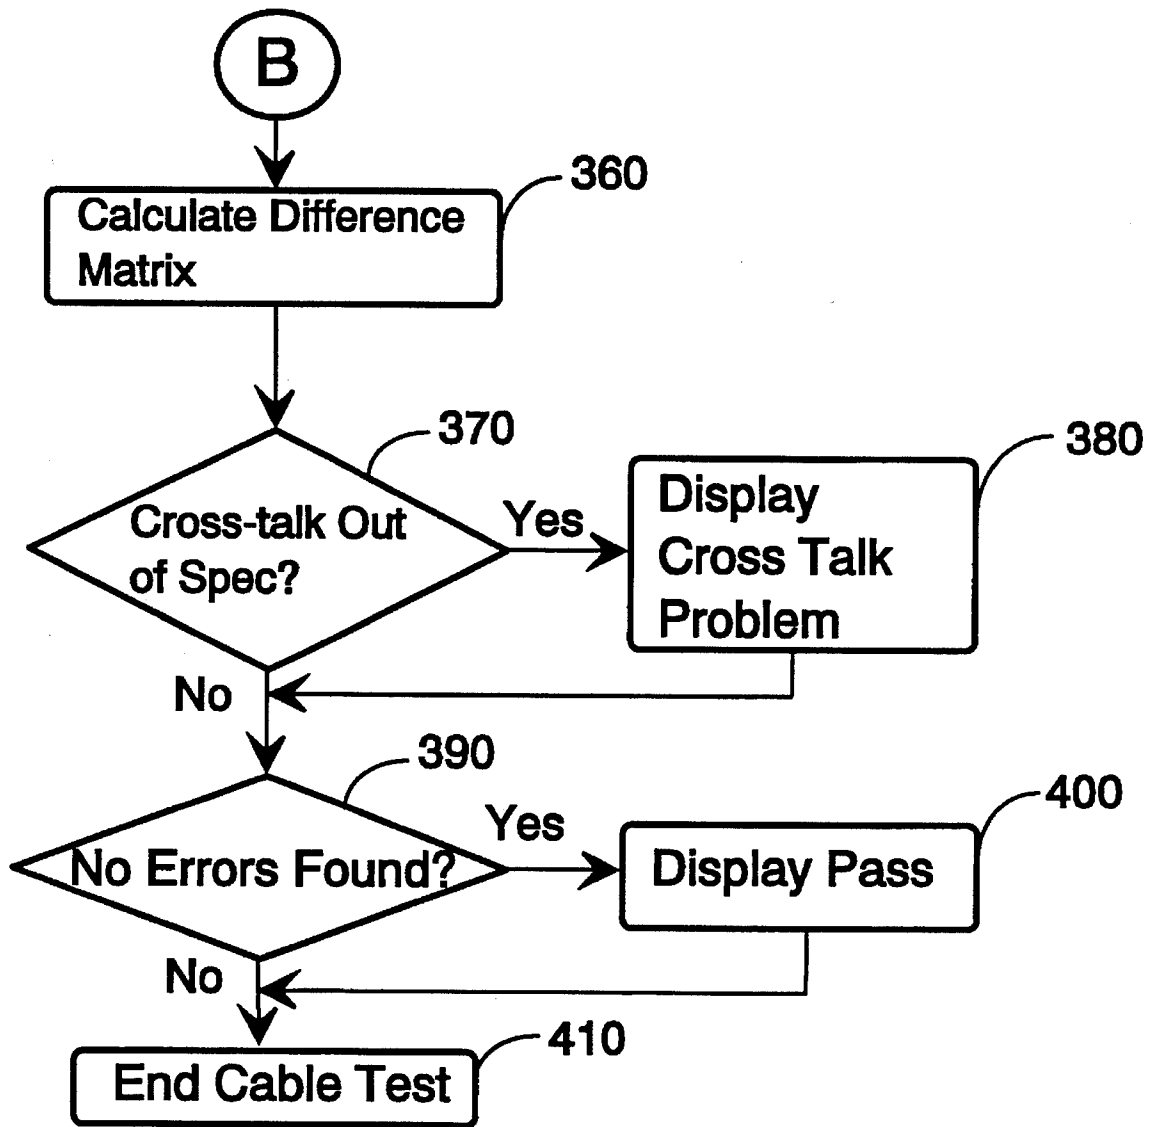 B
360
Calculate Difference
Matrix
370
380
Cross-talk Out
of Spec?
Yes
Display
Cross Talk
Problem
No
390
400
No Errors Found?
Yes
Display Pass
No
410
End Cable Test